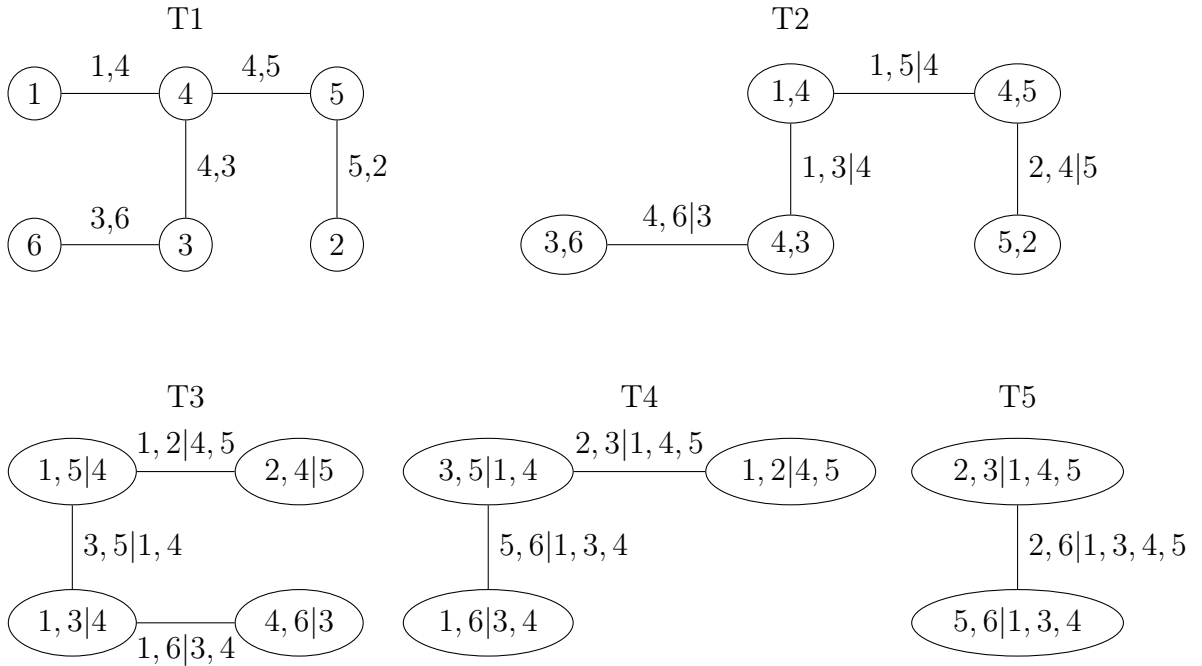 T1 T2
1,4 4,5 1, 5|4
1 4 5 1,4 4,5
4,3 5,2 1, 3|4 2, 4|5
3,6 4, 6|3
6 3 2 3,6 4,3 5,2
T3 T4 T5
1, 2|4, 5 2, 3|1, 4, 5
1, 5|4 2, 4|5 3, 5|1, 4 1, 2|4, 5 2, 3|1, 4, 5
3, 5|1, 4 5, 6|1, 3, 4 2, 6|1, 3, 4, 5
1, 3|4 4, 6|3 1, 6|3, 4 5, 6|1, 3, 4
1, 6|3, 4